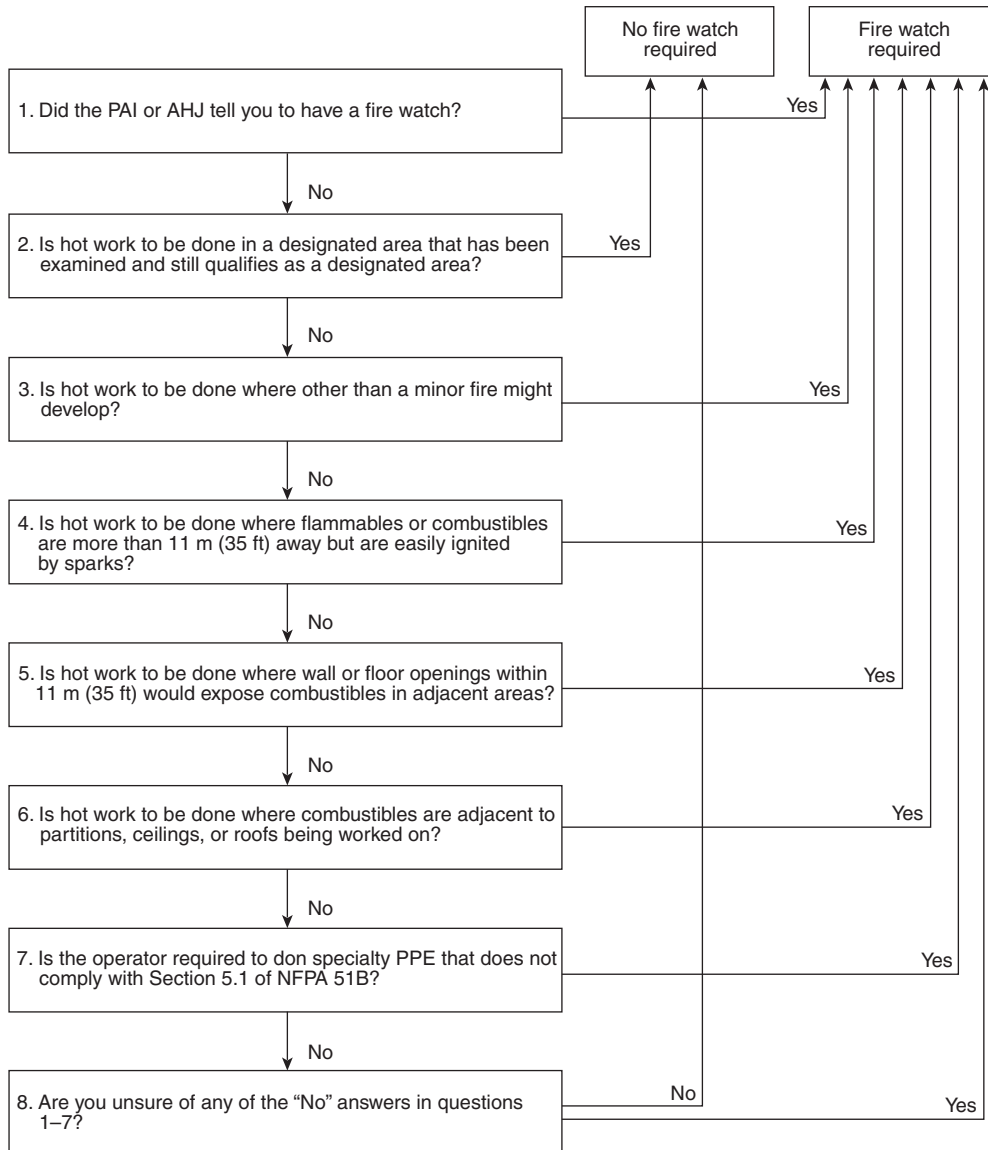 No fire watch
required
Fire watch
required
1. Did the PAI or AHJ tell you to have a fire watch?
Yes
No
2. Is hot work to be done in a designated area that has been
examined and still qualifies as a designated area?
Yes
No
3. Is hot work to be done where other than a minor fire might
develop?
Yes
No
4. Is hot work to be done where flammables or combustibles
are more than 11 m (35 ft) away but are easily ignited
by sparks?
Yes
No
5. Is hot work to be done where wall or floor openings within
11 m (35 ft) would expose combustibles in adjacent areas?
Yes
No
6. Is hot work to be done where combustibles are adjacent to
partitions, ceilings, or roofs being worked on?
Yes
No
7. Is the operator required to don specialty PPE that does not
comply with Section 5.1 of NFPA 51B?
Yes
No
8. Are you unsure of any of the “No” answers in questions
1–7?
No
Yes